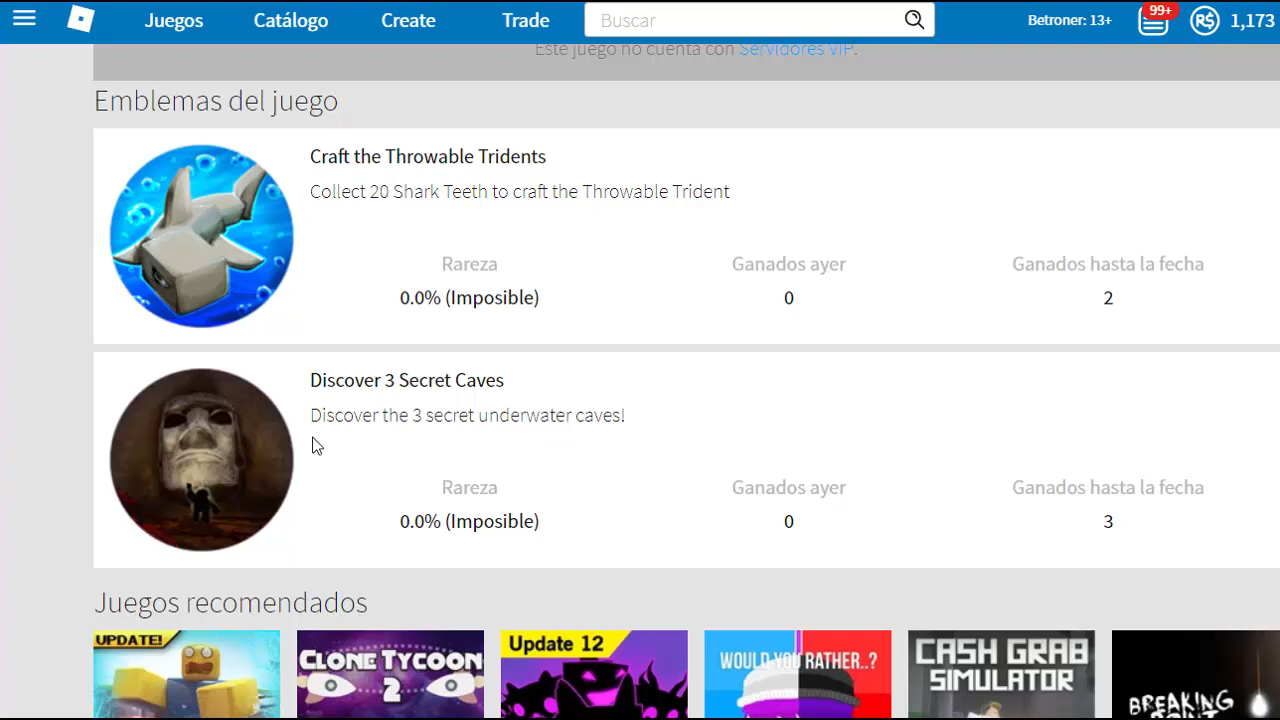 Juegos Catálogo Create Trade Buscar Betroner: 13+ 99+ R$ 1,173
Este juego no cuenta con Servidores VIP.
Emblemas del juego
Craft the Throwable Tridents
Collect 20 Shark Teeth to craft the Throwable Trident
Rareza Ganados ayer Ganados hasta la fecha
0.0% (Imposible) 0 2
Discover 3 Secret Caves
Discover the 3 secret underwater caves!
Rareza Ganados ayer Ganados hasta la fecha
0.0% (Imposible) 0 3
Juegos recomendados
UPDATE!
CLONE TYCOON
2
Update 12
WOULD YOU RATHER..?
CASH GRAB
SIMULATOR
BREAKING